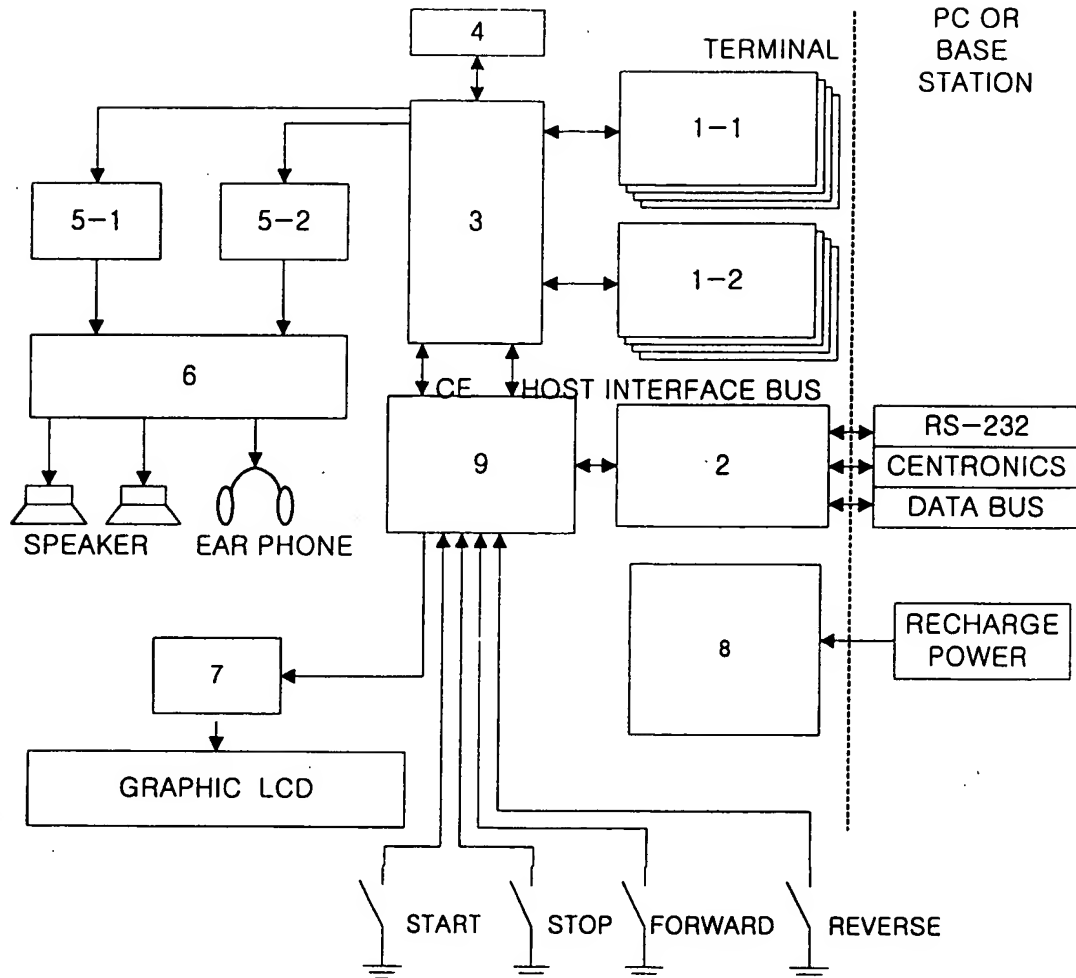 4
TERMINAL
PC OR
BASE
STATION
1-1
5-1
5-2
3
1-2
6
CE
HOST INTERFACE BUS
9
2
RS-232
CENTRONICS
DATA BUS
SPEAKER
EAR PHONE
8
RECHARGE
POWER
7
GRAPHIC LCD
START
STOP
FORWARD
REVERSE